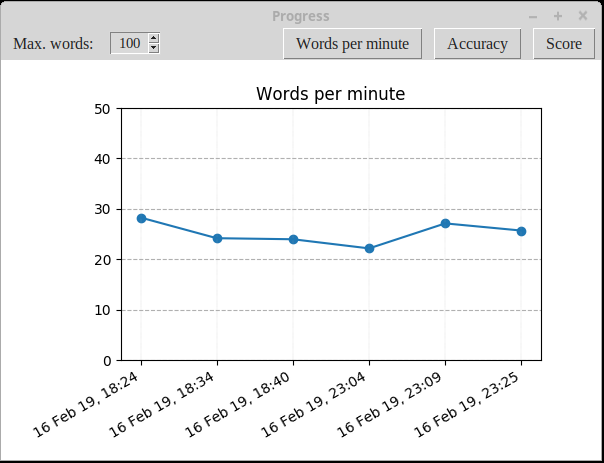 Progress
Max. words: 100 Words per minute Accuracy Score
Words per minute
50
40
30
20
10
0
16 Feb 19, 18:24
16 Feb 19, 18:34
16 Feb 19, 18:40
16 Feb 19, 23:04
16 Feb 19, 23:09
16 Feb 19, 23:25